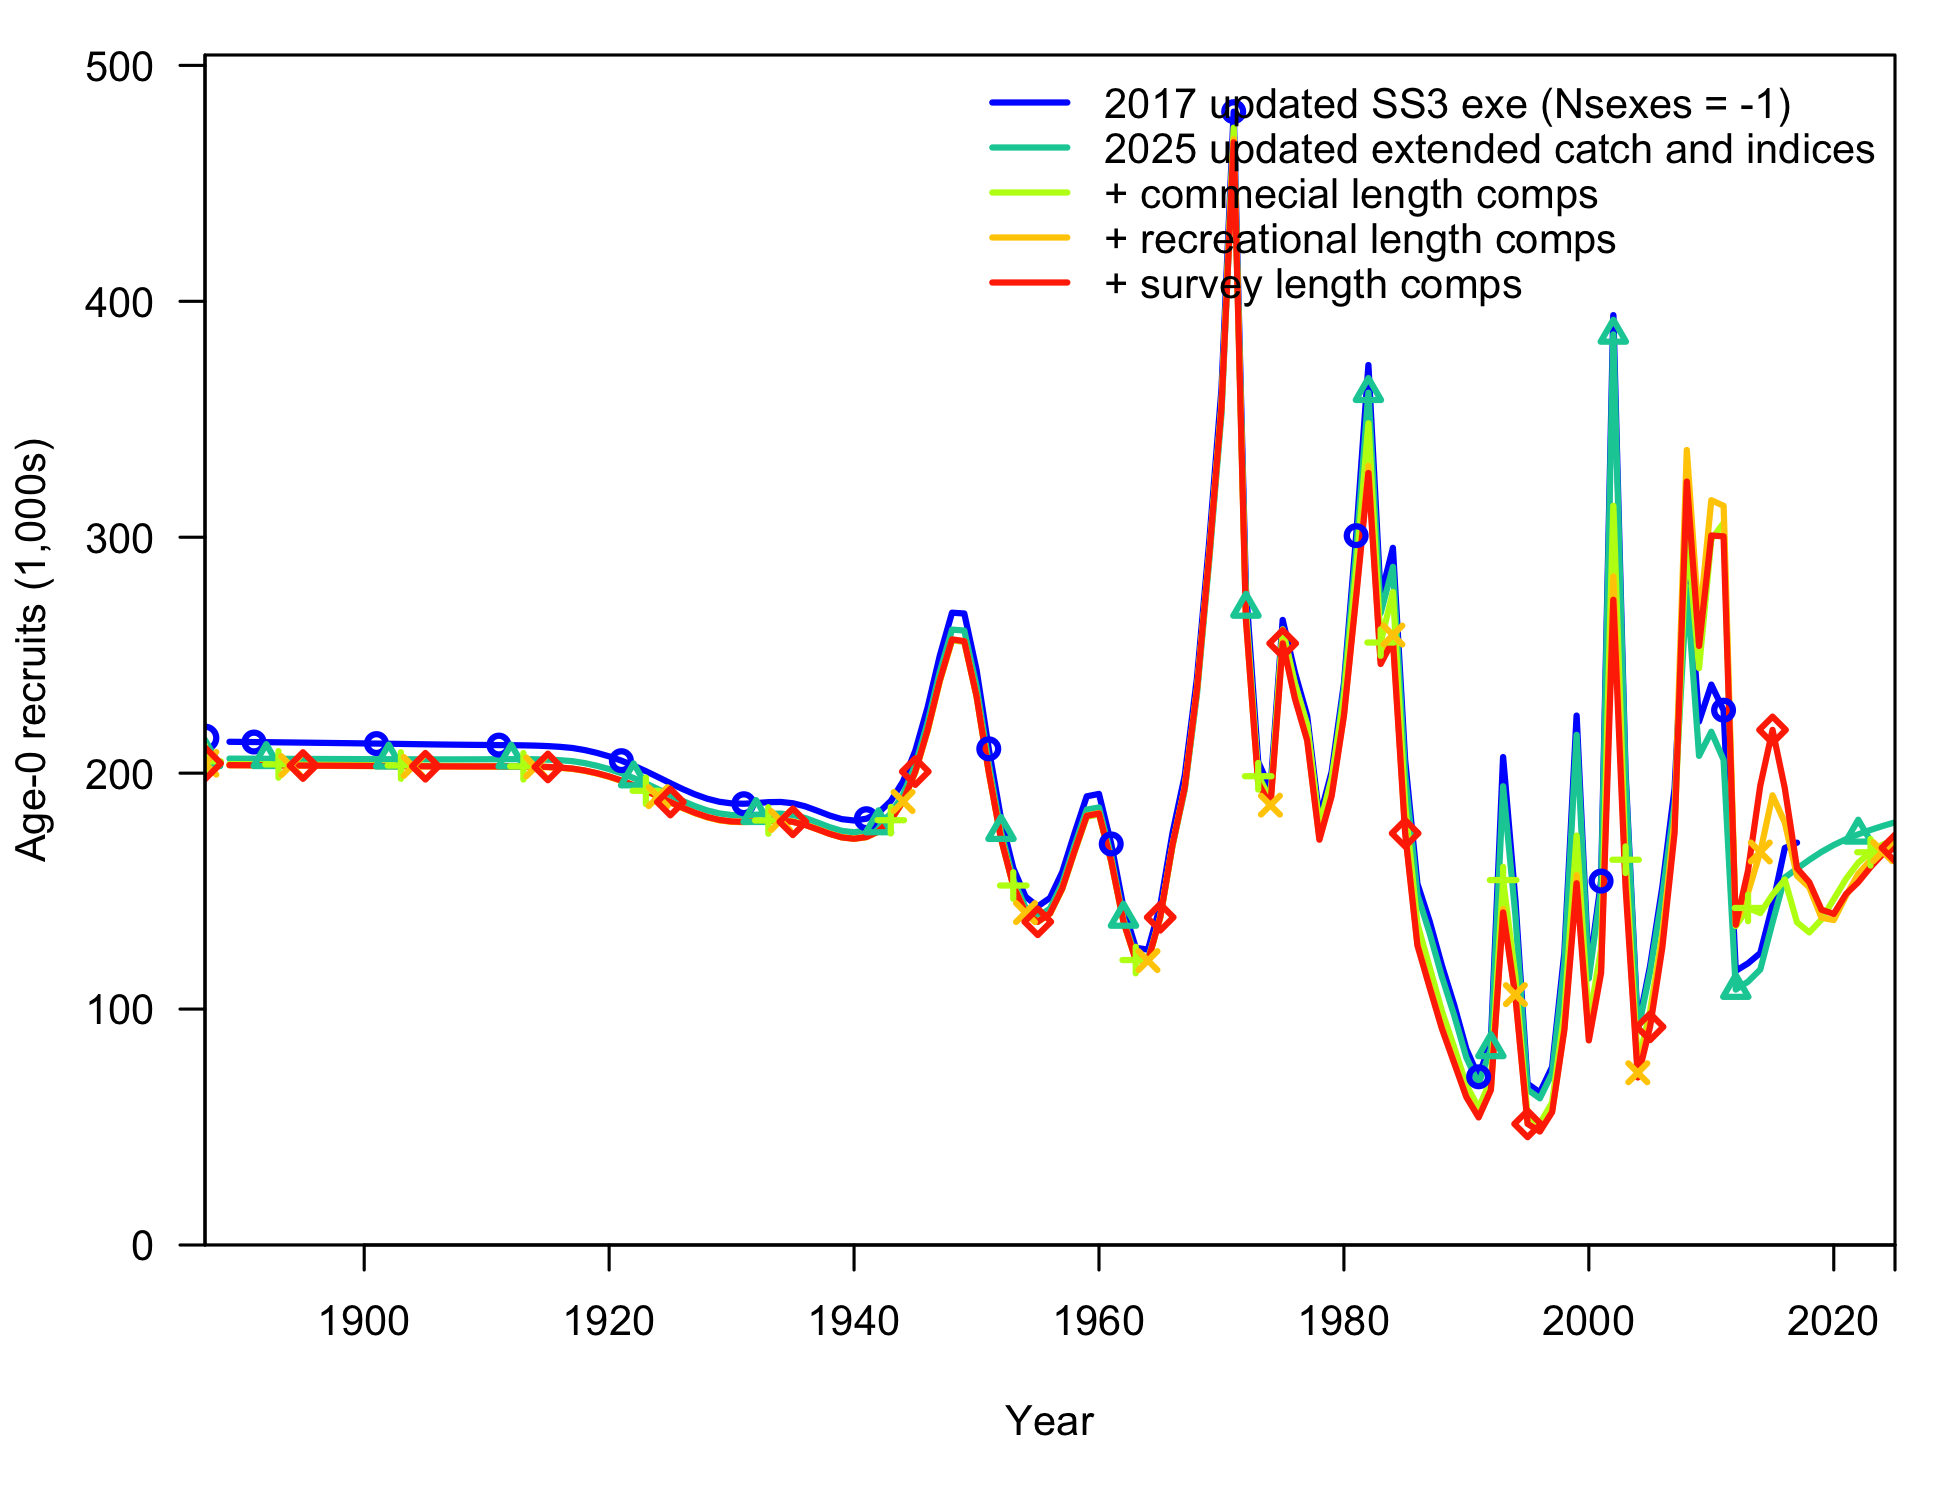 2017 updated SS3 exe (Nsexes = -1)
2025 updated extended catch and indices
+ commecial length comps
+ recreational length comps
+ survey length comps
500
400
300
200
100
0
Age-0 recruits (1,000s)
1900 1920 1940 1960 1980 2000 2020
Year